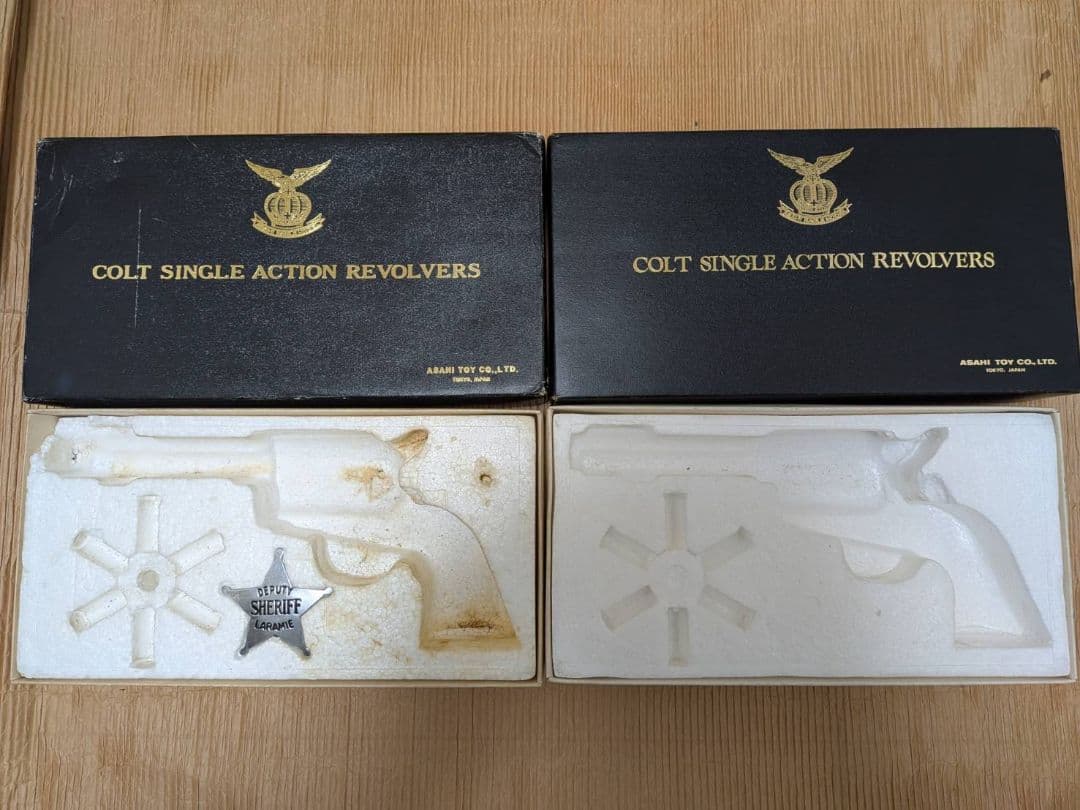 COLT SINGLE ACTION REVOLVERS
ASAHI TOY CO.,LTD.
TOKYO, JAPAN
COLT SINGLE ACTION REVOLVERS
ASAHI TOY CO., LTD.
TOKYO, JAPAN
DEPUTY
SHERIFF
LARAMIE